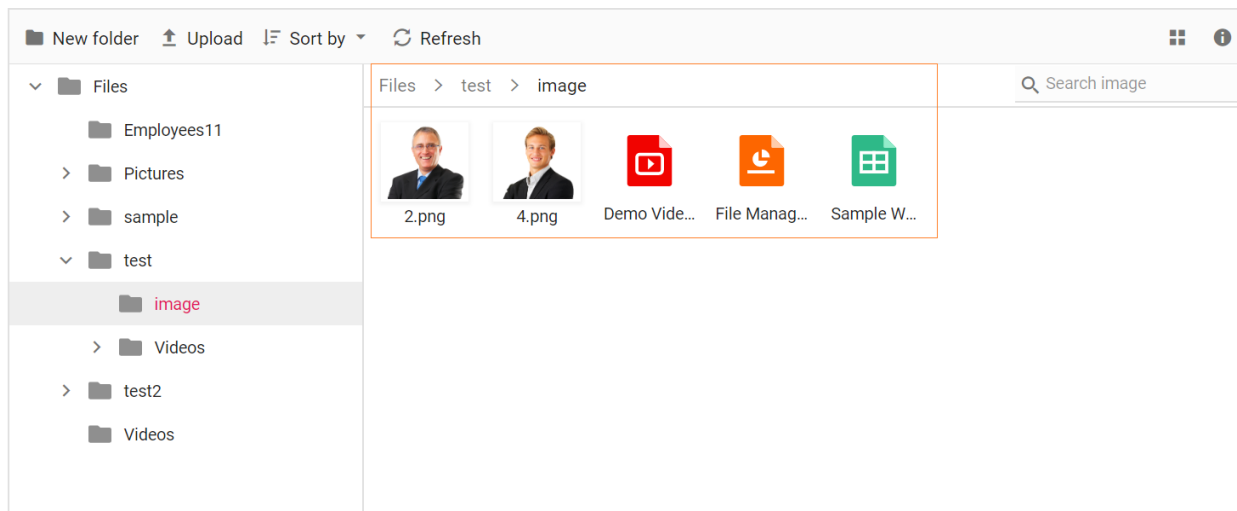 New folder Upload Sort by Refresh
Files
Employees11
Pictures
sample
test
image
Videos
test2
Videos
Files > test > image
Search image
2.png 4.png Demo Vide... File Manag... Sample W...